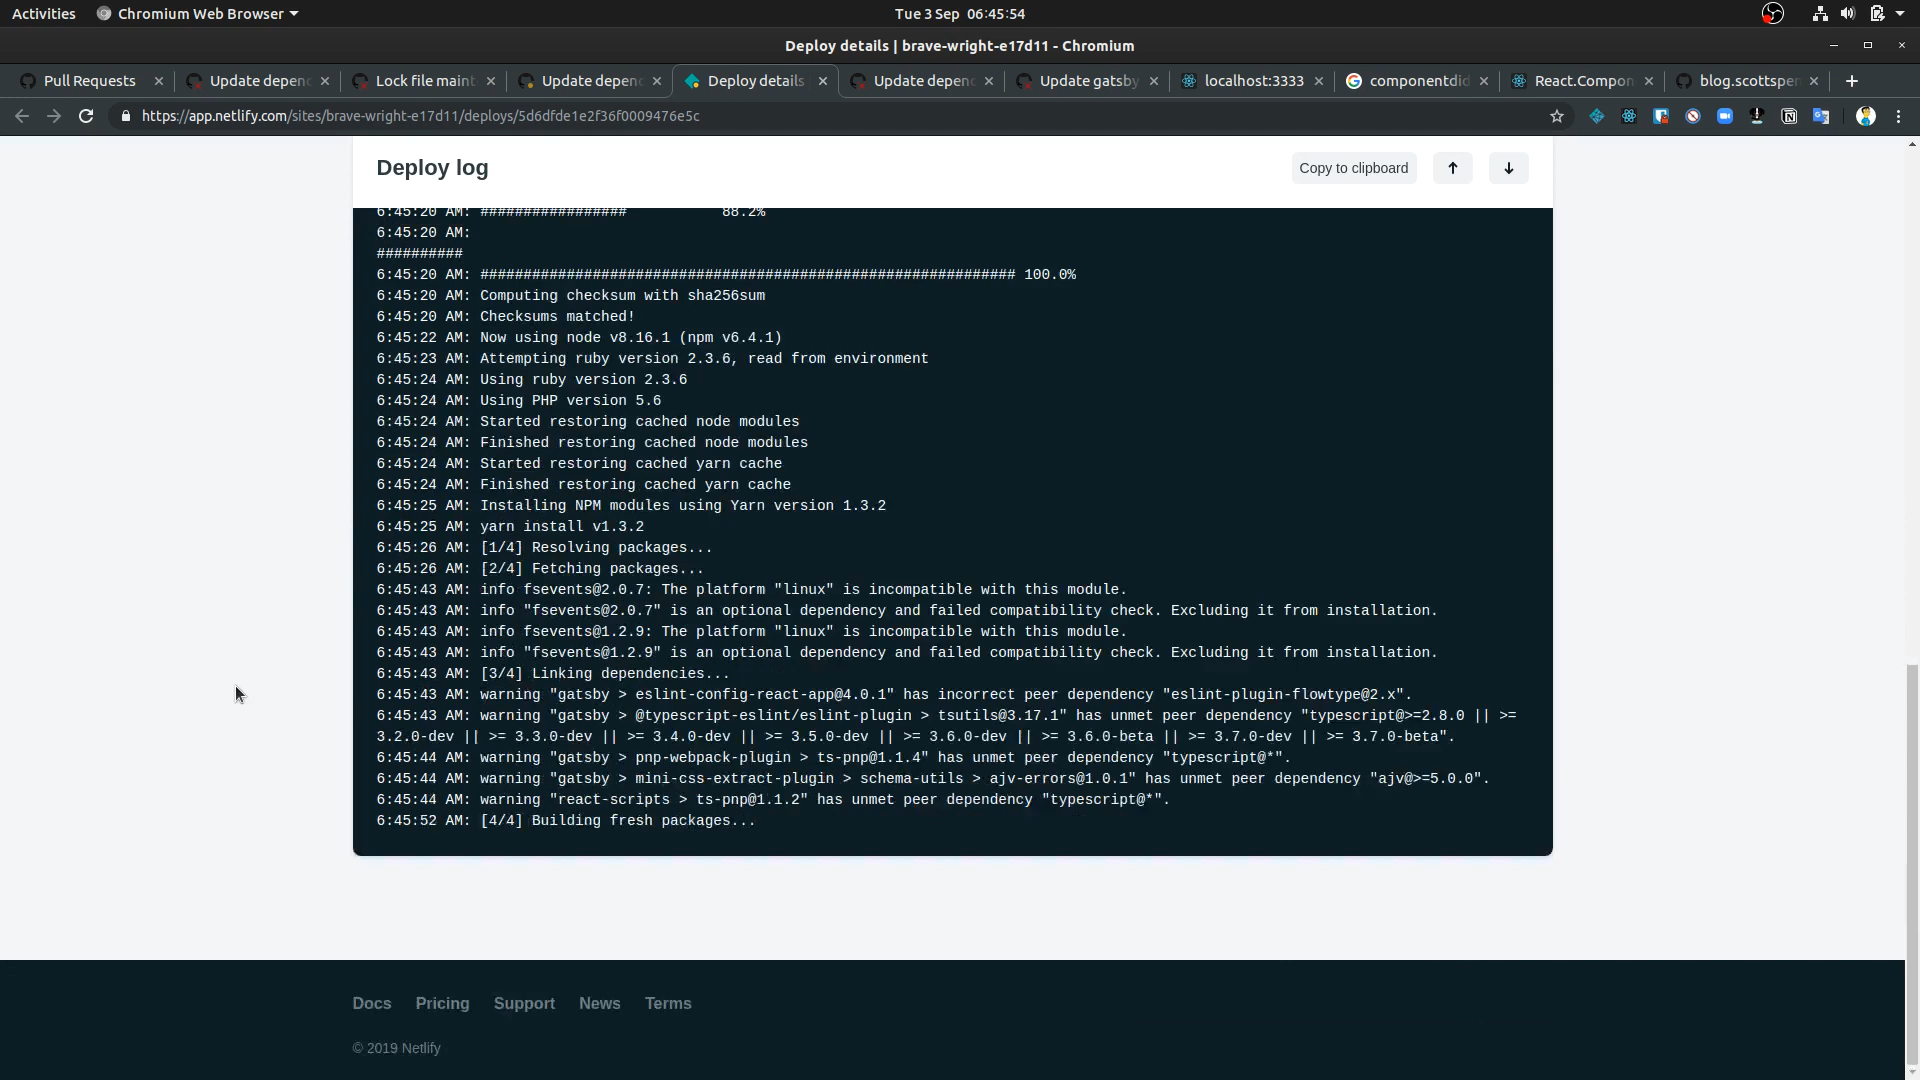 Activities Chromium Web Browser Tue 3 Sep 06:45:54
Deploy details | brave-wright-e17d11 - Chromium
Pull Requests Update depen Lock file maint Update depen Deploy details Update depen Update gatsby localhost:3333 componentdid React.Compon blog.scottspen
https://app.netlify.com/sites/brave-wright-e17d11/deploys/5d6dfde1e2f36f0009476e5c
Deploy log Copy to clipboard ↑ ↓
6:45:20 AM: ################# 88.2%
6:45:20 AM:
##########
6:45:20 AM: ############################################################## 100.0%
6:45:20 AM: Computing checksum with sha256sum
6:45:20 AM: Checksums matched!
6:45:22 AM: Now using node v8.16.1 (npm v6.4.1)
6:45:23 AM: Attempting ruby version 2.3.6, read from environment
6:45:24 AM: Using ruby version 2.3.6
6:45:24 AM: Using PHP version 5.6
6:45:24 AM: Started restoring cached node modules
6:45:24 AM: Finished restoring cached node modules
6:45:24 AM: Started restoring cached yarn cache
6:45:24 AM: Finished restoring cached yarn cache
6:45:25 AM: Installing NPM modules using Yarn version 1.3.2
6:45:25 AM: yarn install v1.3.2
6:45:26 AM: [1/4] Resolving packages...
6:45:26 AM: [2/4] Fetching packages...
6:45:43 AM: info fsevents@2.0.7: The platform "linux" is incompatible with this module.
6:45:43 AM: info "fsevents@2.0.7" is an optional dependency and failed compatibility check. Excluding it from installation.
6:45:43 AM: info fsevents@1.2.9: The platform "linux" is incompatible with this module.
6:45:43 AM: info "fsevents@1.2.9" is an optional dependency and failed compatibility check. Excluding it from installation.
6:45:43 AM: [3/4] Linking dependencies...
6:45:43 AM: warning "gatsby > eslint-config-react-app@4.0.1" has incorrect peer dependency "eslint-plugin-flowtype@2.x".
6:45:43 AM: warning "gatsby > @typescript-eslint/eslint-plugin > tsutils@3.17.1" has unmet peer dependency "typescript@>=2.8.0 || >=
3.2.0-dev || >= 3.3.0-dev || >= 3.4.0-dev || >= 3.5.0-dev || >= 3.6.0-dev || >= 3.6.0-beta || >= 3.7.0-dev || >= 3.7.0-beta".
6:45:44 AM: warning "gatsby > pnp-webpack-plugin > ts-pnp@1.1.4" has unmet peer dependency "typescript@*".
6:45:44 AM: warning "gatsby > mini-css-extract-plugin > schema-utils > ajv-errors@1.0.1" has unmet peer dependency "ajv@>=5.0.0".
6:45:44 AM: warning "react-scripts > ts-pnp@1.1.2" has unmet peer dependency "typescript@*".
6:45:52 AM: [4/4] Building fresh packages...
Docs Pricing Support News Terms
© 2019 Netlify